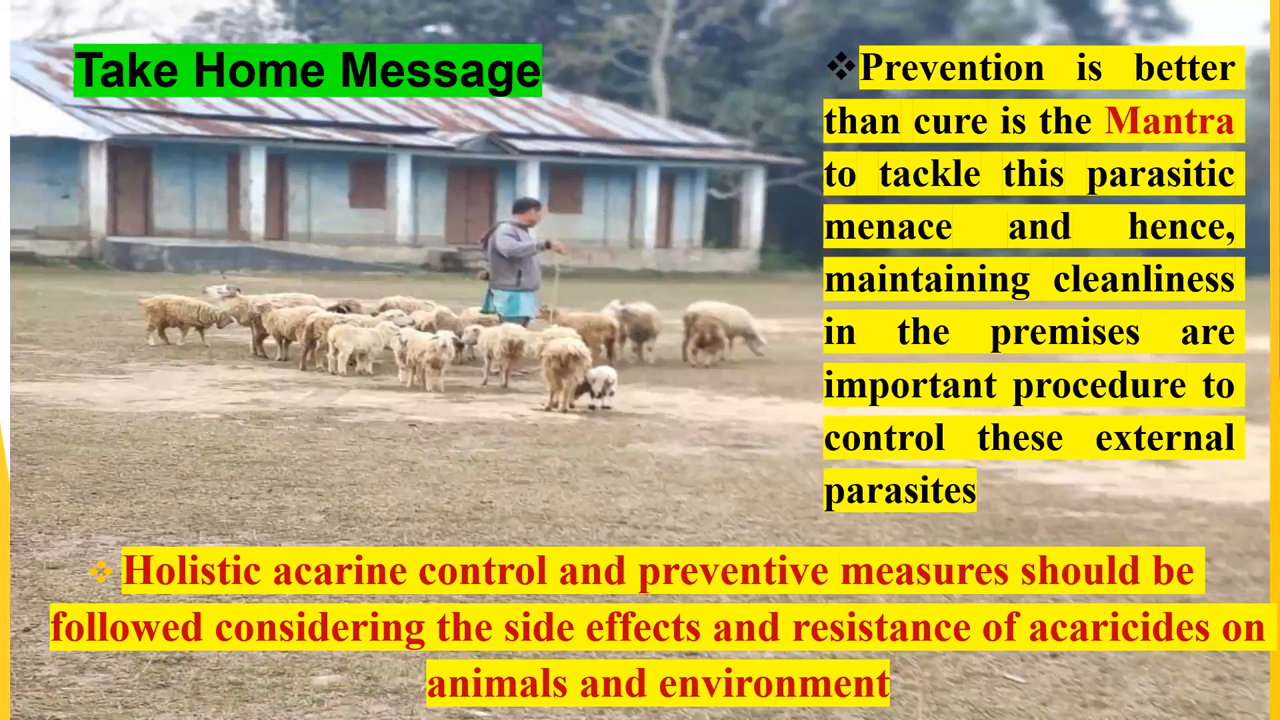 Take Home Message
❖Prevention is better
than cure is the Mantra
to tackle this parasitic
menace and hence,
maintaining cleanliness
in the premises are
important procedure to
control these external
parasites
❖Holistic acarine control and preventive measures should be
followed considering the side effects and resistance of acaricides on
animals and environment